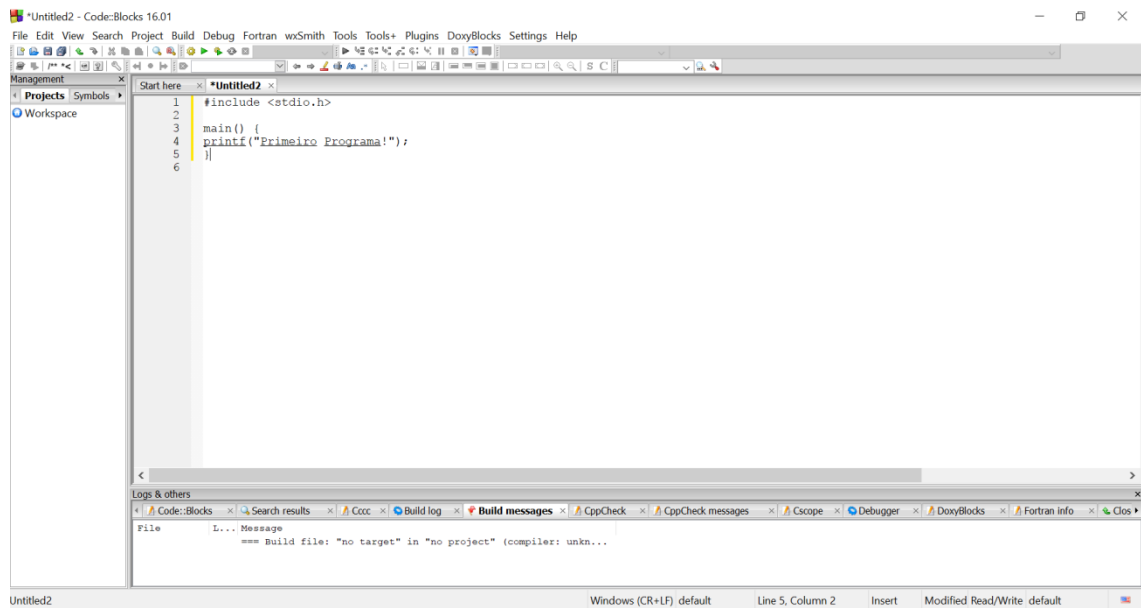 *Untitled2 - Code::Blocks 16.01
File Edit View Search Project Build Debug Fortran wxSmith Tools Tools+ Plugins DoxyBlocks Settings Help
Management
Projects Symbols
Workspace
Start here *Untitled2
1 #include <stdio.h>
2
3 main() {
4 printf("Primeiro Programa!");
5 }
6
Logs & others
Code::Blocks Search results Cccc Build log Build messages CppCheck CppCheck messages Cscope Debugger DoxyBlocks Fortran info Clos
File L... Message
=== Build file: "no target" in "no project" (compiler: unkn...
Untitled2 Windows (CR+LF) default Line 5, Column 2 Insert Modified Read/Write default